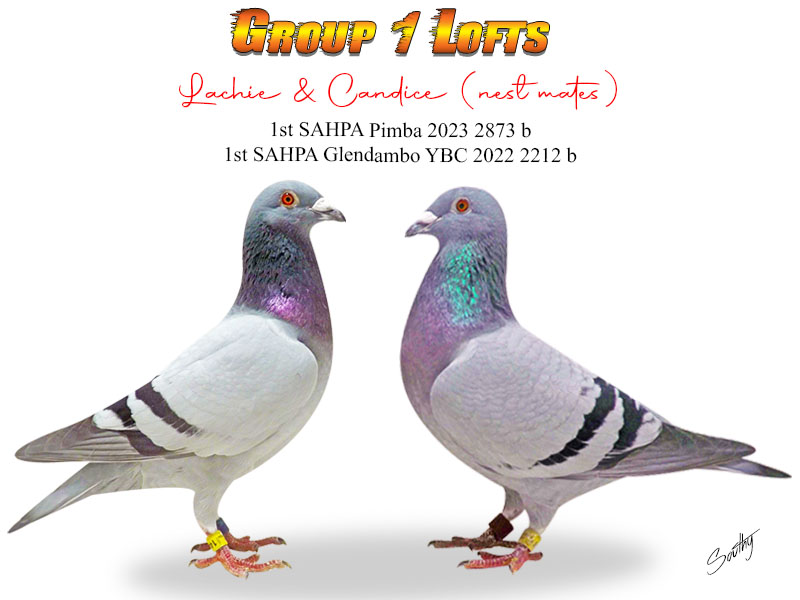 Group 1 Lofts
Lachie & Candice (nest mates)
1st SAHPA Pimba 2023 2873 b
1st SAHPA Glendambo YBC 2022 2212 b
Southy